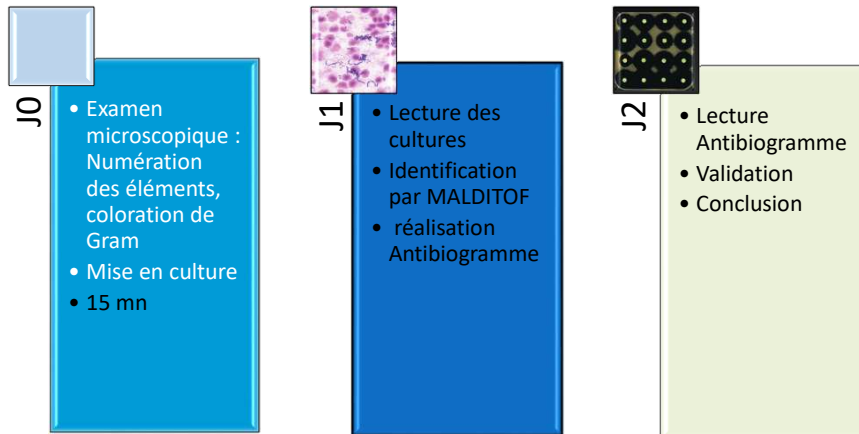 J0
• Examen
microscopique :
Numération
des éléments,
coloration de
Gram
• Mise en culture
• 15 mn
J1
• Lecture des
cultures
• Identification
par MALDITOF
• réalisation
Antibiogramme
J2
• Lecture
Antibiogramme
• Validation
• Conclusion